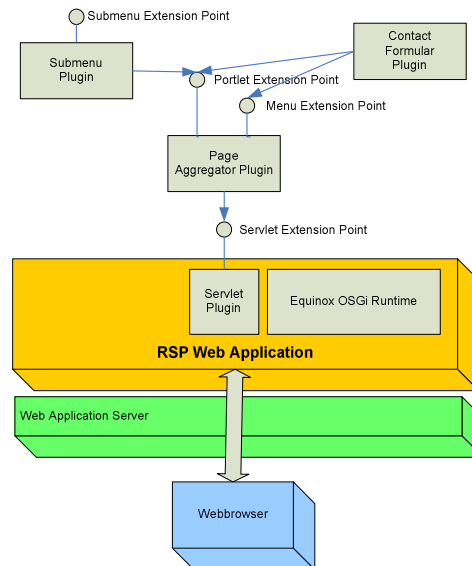 Submenu Extension Point
Submenu
Plugin
Contact
Formular
Plugin
Portlet Extension Point
Menu Extension Point
Page
Aggregator Plugin
Servlet Extension Point
Servlet
Plugin
Equinox OSGi Runtime
RSP Web Application
Web Application Server
Webbrowser